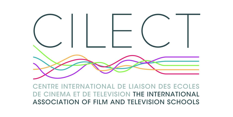 CILECT
CENTRE INTERNATIONAL DE LIAISON DES ECOLES
DE CINEMA ET DE TELEVISION THE INTERNATIONAL
ASSOCIATION OF FILM AND TELEVISION SCHOOLS